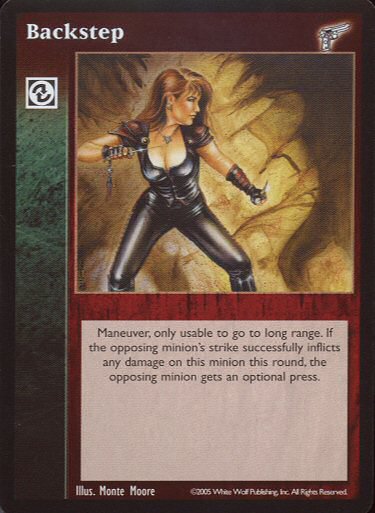 Backstep
Maneuver, only usable to go to long range. If
the opposing minion's strike successfully inflicts
any damage on this minion this round, the
opposing minion gets an optional press.
Illus. Monte Moore
©2005 White Wolf Publishing, Inc. All Rights Reserved.